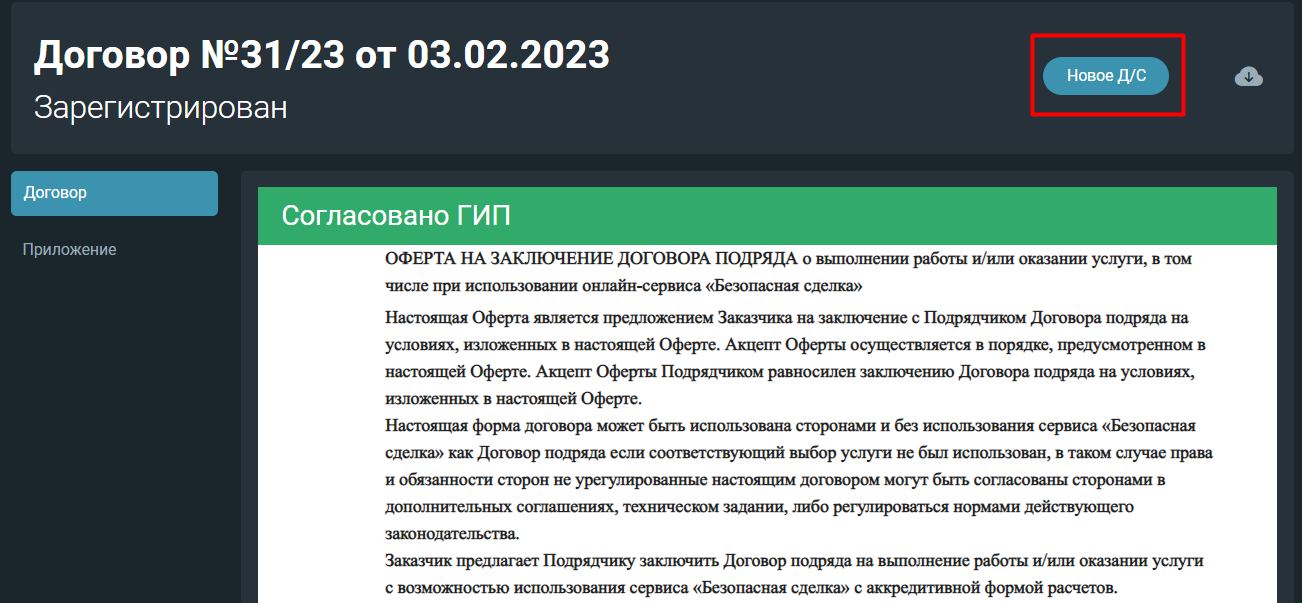 Договор №31/23 от 03.02.2023
Зарегистрирован
Новое Д/С
Договор
Приложение
Согласовано ГИП
ОФЕРТА НА ЗАКЛЮЧЕНИЕ ДОГОВОРА ПОДРЯДА о выполнении работы и/или оказании услуги, в том
числе при использовании онлайн-сервиса «Безопасная сделка»
Настоящая Оферта является предложением Заказчика на заключение с Подрядчиком Договора подряда на
условиях, изложенных в настоящей Оферте. Акцепт Оферты осуществляется в порядке, предусмотренном в
настоящей Оферте. Акцепт Оферты Подрядчиком равносилен заключению Договора подряда на условиях,
изложенных в настоящей Оферте.
Настоящая форма договора может быть использована сторонами и без использования сервиса «Безопасная
сделка» как Договор подряда если соответствующий выбор услуги не был использован, в таком случае права
и обязанности сторон не урегулированные настоящим договором могут быть согласованы сторонами в
дополнительных соглашениях, техническом задании, либо регулироваться нормами действующего
законодательства.
Заказчик предлагает Подрядчику заключить Договор подряда на выполнение работы и/или оказании услуги
с возможностью использования сервиса «Безопасная сделка» с аккредитивной формой расчетов.